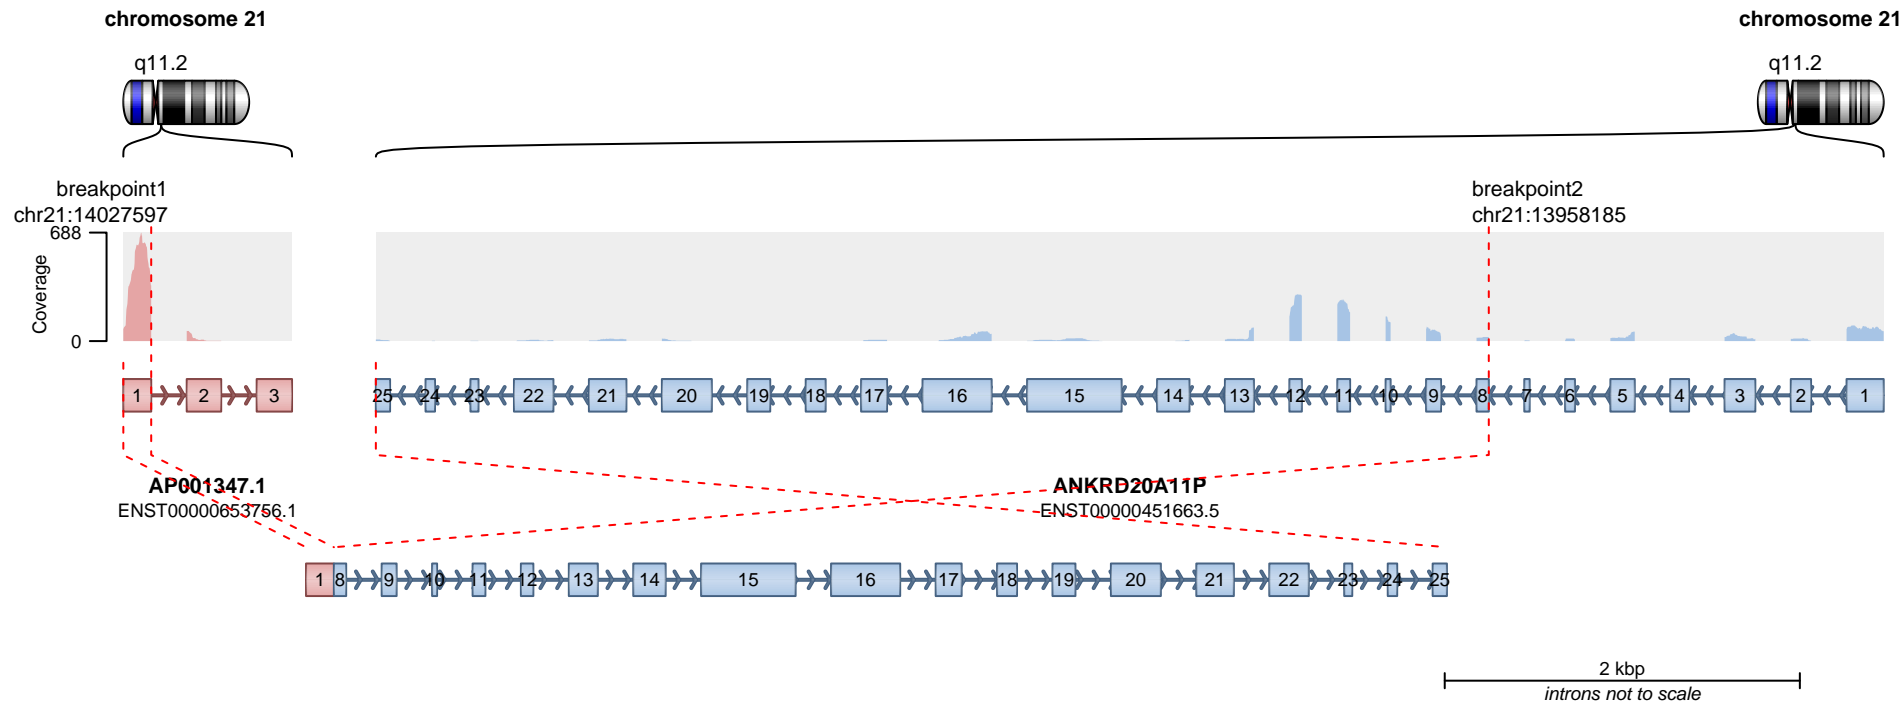 chromosome 21
chromosome 21
q11.2
q11.2
breakpoint1
chr21:14027597
breakpoint2
chr21:13958185
688
Coverage
0
1 2 3
25 24 23 22 21 20 19 18 17 16 15 14 13 12 11 10 9 8 7 6 5 4 3 2 1
AP001347.1
ENST00000653756.1
ANKRD20A11P
ENST00000451663.5
1 8 9 10 11 12 13 14 15 16 17 18 19 20 21 22 23 24 25
2 kbp
introns not to scale